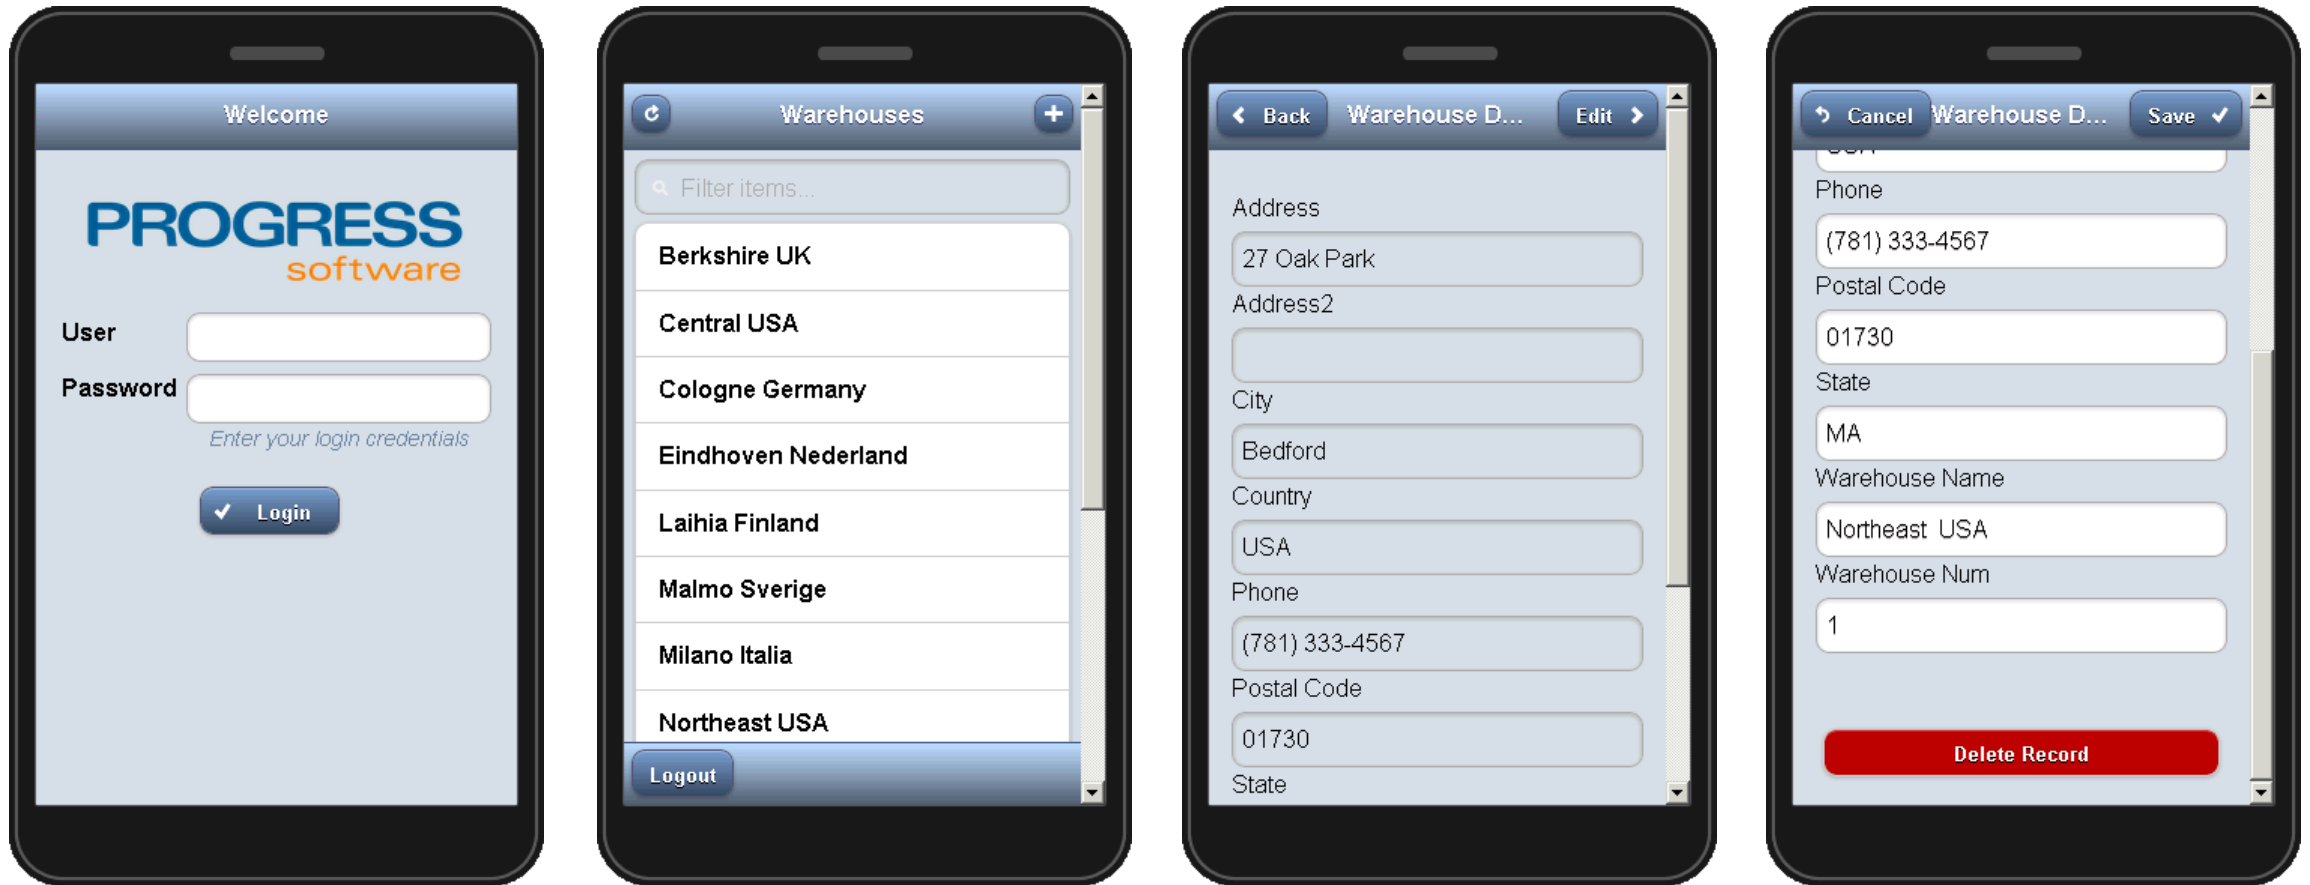 Welcome
PROGRESS
software
User
Password
Enter your login credentials
Login
Warehouses
Filter items...
Berkshire UK
Central USA
Cologne Germany
Eindhoven Nederland
Laihia Finland
Malmo Sverige
Milano Italia
Northeast USA
Logout
Back Warehouse D... Edit
Address
27 Oak Park
Address2
City
Bedford
Country
USA
Phone
(781) 333-4567
Postal Code
01730
State
Cancel Warehouse D... Save
Phone
(781) 333-4567
Postal Code
01730
State
MA
Warehouse Name
Northeast  USA
Warehouse Num
1
Delete Record